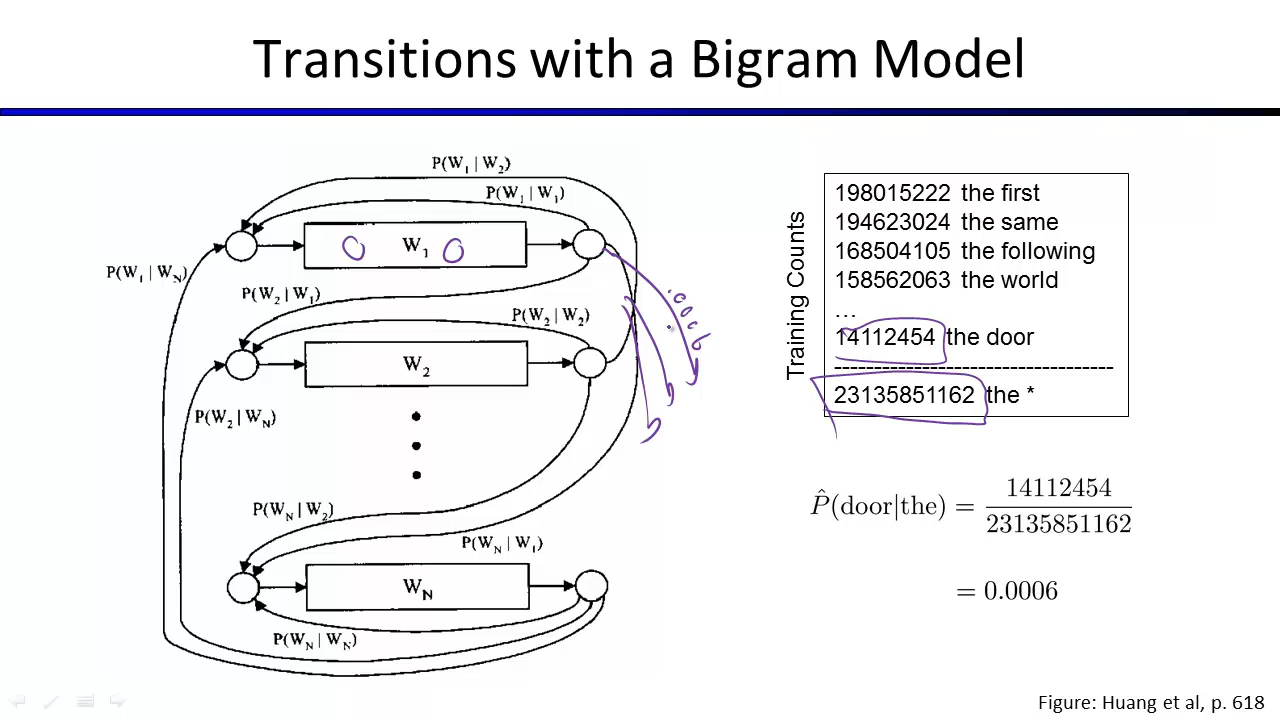 Transitions with a Bigram Model
P(W₁ | W₂)
P(W₁ | W₁)
W₁
P(W₁ | W_N)
P(W₂ | W₁)
P(W₂ | W₂)
W₂
P(W₂ | W_N)
P(W_N | W₂)
P(W_N | W₁)
W_N
P(W_N | W_N)
.0006
Training Counts
198015222 the first
194623024 the same
168504105 the following
158562063 the world
...
14112454 the door
---------------------------------
23135851162 the *
P̂(door|the) = 14112454
23135851162
= 0.0006
Figure: Huang et al, p. 618